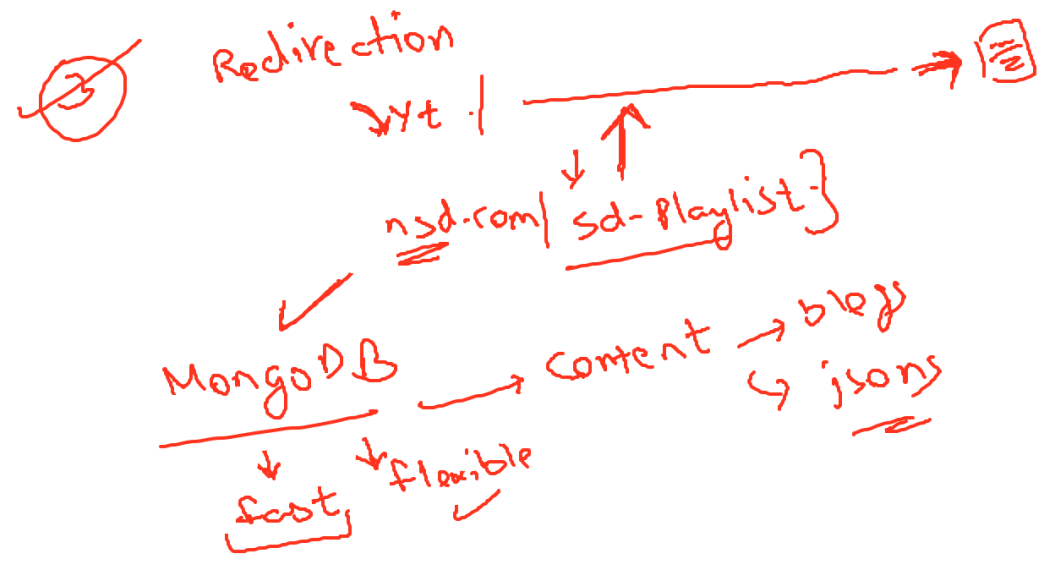 3 Redirection
Yt.|
nsd.com| sd-Playlist}
MongoDB → content → blogs
↳ jsons
fast, flexible